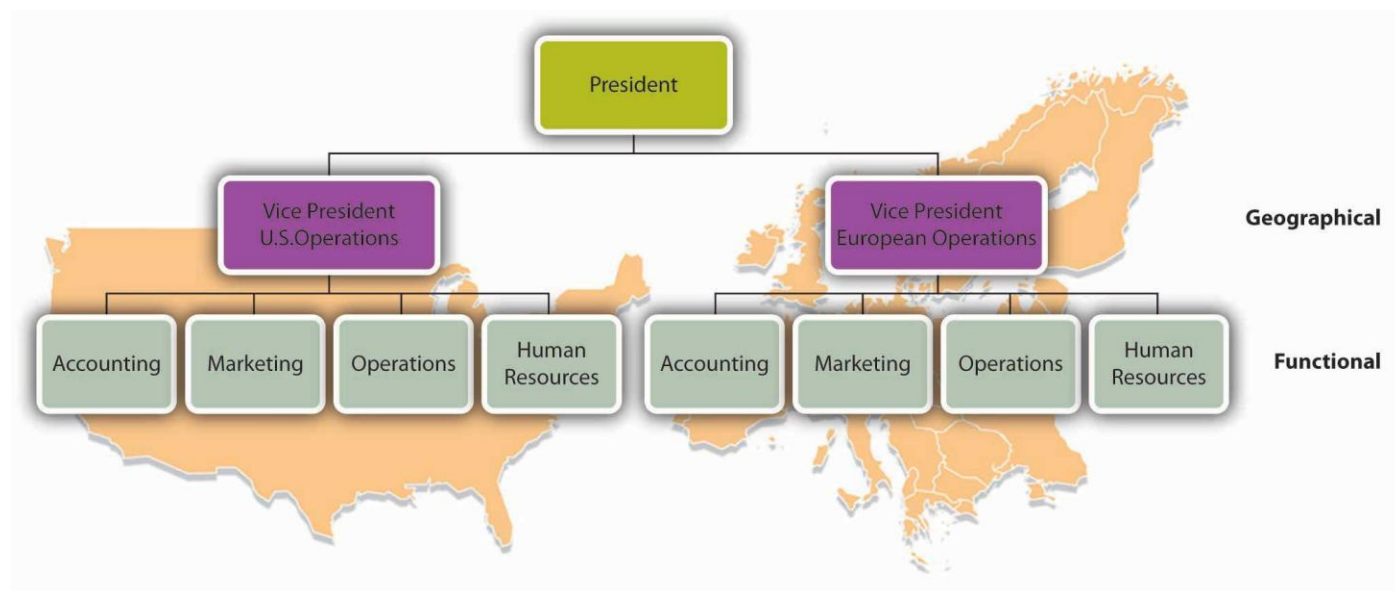 President
Vice President
U.S.Operations
Vice President
European Operations
Geographical
Accounting
Marketing
Operations
Human
Resources
Accounting
Marketing
Operations
Human
Resources
Functional